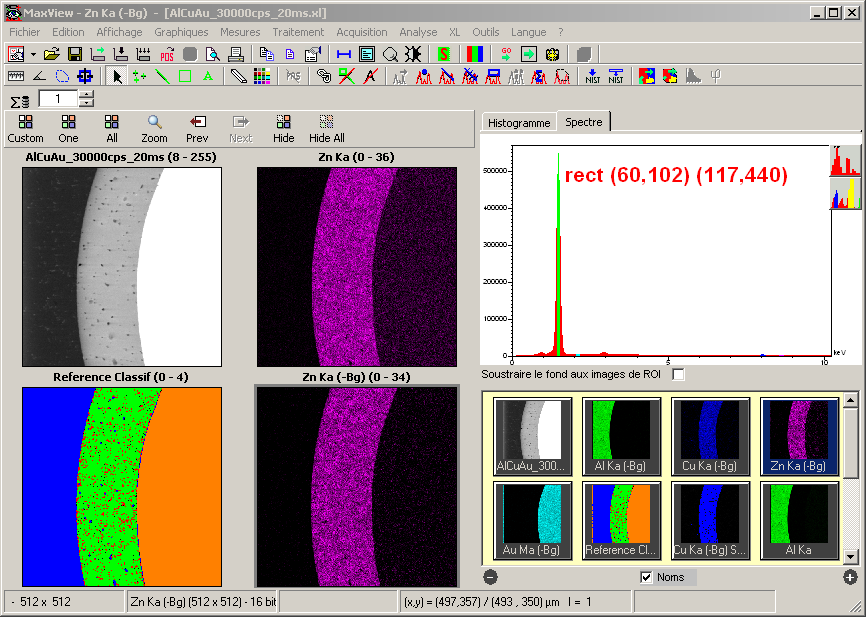 MaxView - Zn Ka (-Bg) - [AlCuAu_30000cps_20ms.xl]
Fichier Edition Affichage Graphiques Mesures Traitement Acquisition Analyse XL Outils Langue ?
POS S GO
A PRS NIST NIST φ
Σ 1
Custom One All Zoom Prev Next Hide Hide All
AlCuAu_30000cps_20ms (8 - 255)
Zn Ka (0 - 36)
Reference Classif (0 - 4)
Zn Ka (-Bg) (0 - 34)
Histogramme Spectre
rect (60,102) (117,440)
500000
400000
300000
200000
100000
0
0 5 10 keV
Soustraire le fond aux images de ROI
AlCuAu_300... Al Ka (-Bg) Cu Ka (-Bg) Zn Ka (-Bg)
Au Ma (-Bg) Reference Cl... Cu Ka (-Bg) S... Al Ka
Noms
- 512 x 512 Zn Ka (-Bg) (512 x 512) - 16 bit (x,y) = (497,357) / (493 , 350) µm I = 1